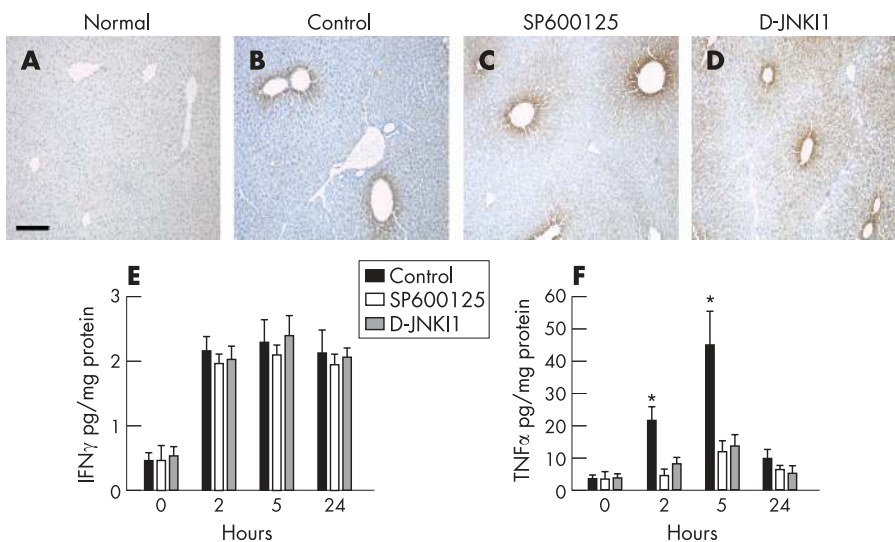 Normal
Control
SP600125
D-JNKI1
A
B
C
D
E
Control
SP600125
D-JNKI1
IFNγ pg/mg protein
3
2
1
0
0 2 5 24
Hours
F
TNFα pg/mg protein
60
50
40
30
20
10
0
*
*
0 2 5 24
Hours